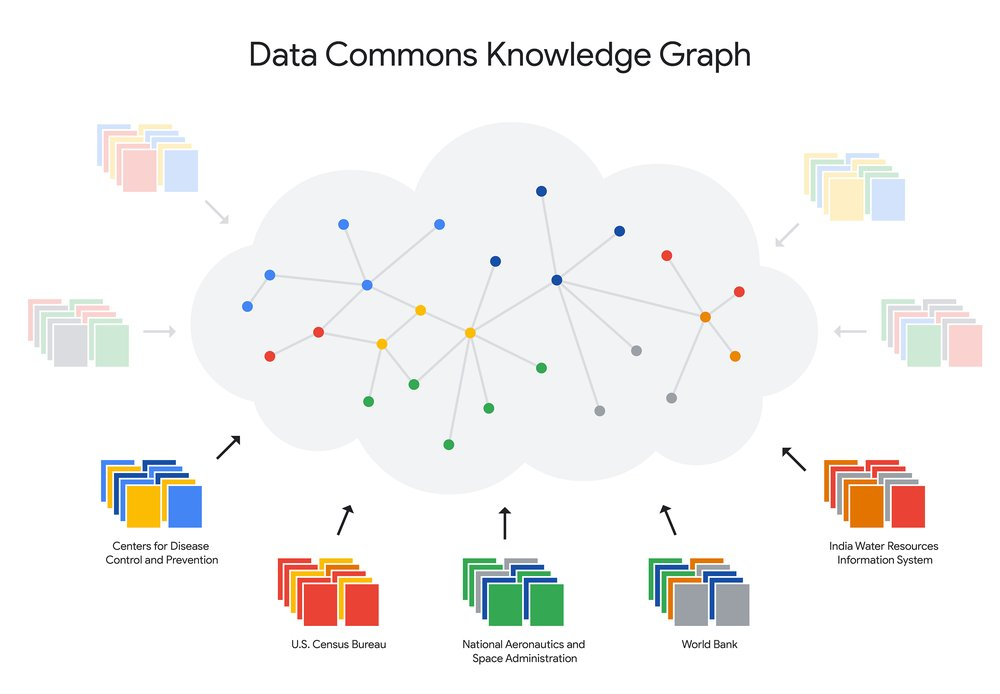 Data Commons Knowledge Graph
Centers for Disease
Control and Prevention
India Water Resources
Information System
U.S. Census Bureau
National Aeronautics and
Space Administration
World Bank